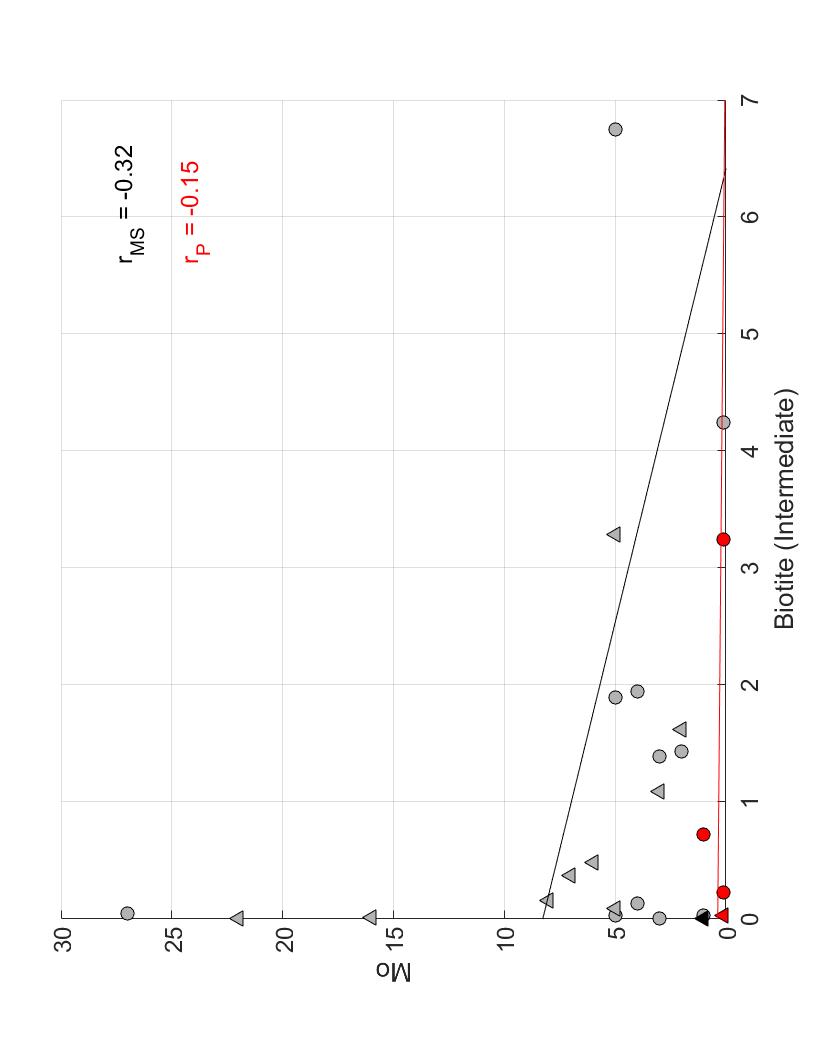 30
25
20
15
10
5
0
Mo
r_MS = -0.32
r_P = -0.15
0 1 2 3 4 5 6 7
Biotite (Intermediate)